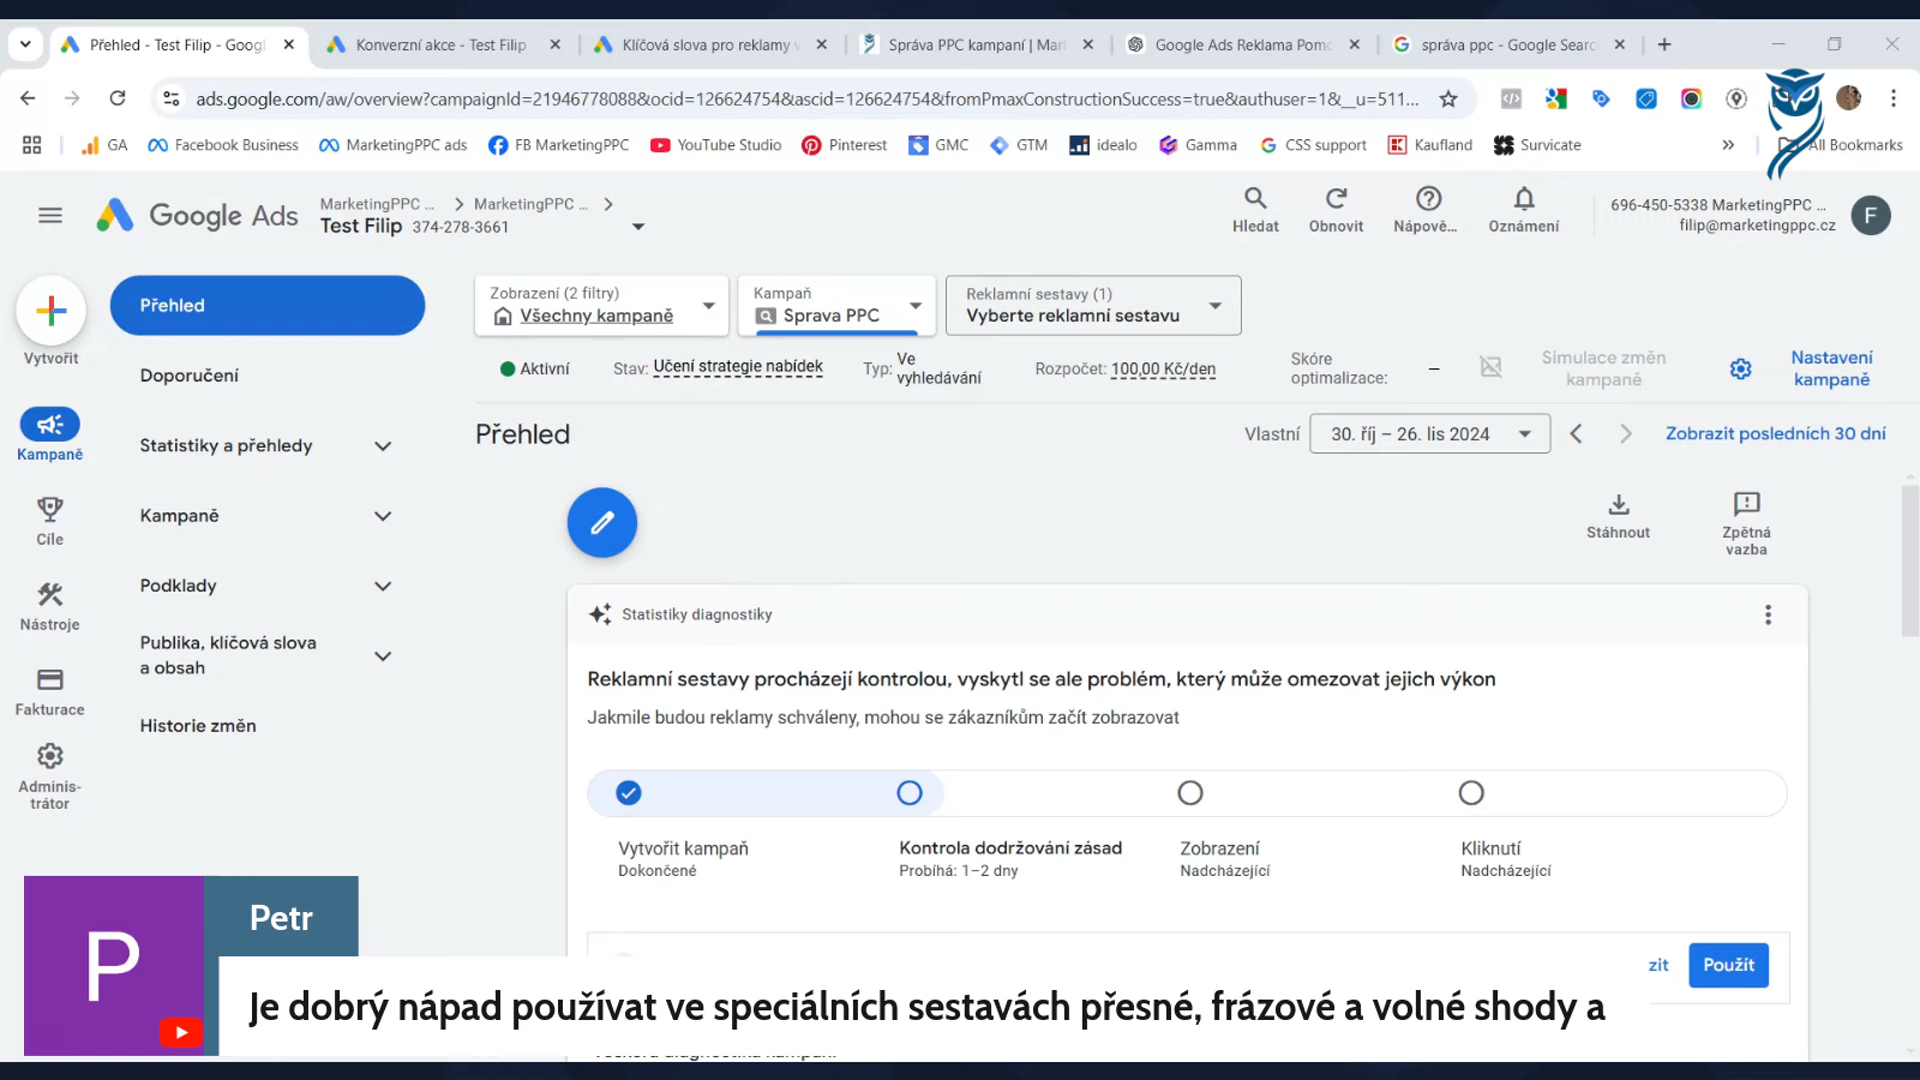 Přehled - Test Filip - Googl
Konverzní akce - Test Filip
Klíčová slova pro reklamy v
Správa PPC kampaní | Mar
Google Ads Reklama Pomo
správa ppc - Google Searc
ads.google.com/aw/overview?campaignId=21946778088&ocid=126624754&ascid=126624754&fromPmaxConstructionSuccess=true&authuser=1&__u=511...
GA
Facebook Business
MarketingPPC ads
FB MarketingPPC
YouTube Studio
Pinterest
GMC
GTM
idealo
Gamma
CSS support
Kaufland
Survicate
All Bookmarks
Google Ads
MarketingPPC ...
MarketingPPC ...
Test Filip 374-278-3661
Hledat
Obnovit
Nápově...
Oznámení
696-450-5338 MarketingPPC ...
filip@marketingppc.cz
F
Vytvořit
Kampaně
Cíle
Nástroje
Fakturace
Adminis-
trátor
Přehled
Doporučení
Statistiky a přehledy
Kampaně
Podklady
Publika, klíčová slova
a obsah
Historie změn
Zobrazení (2 filtry)
Všechny kampaně
Kampaň
Sprava PPC
Reklamní sestavy (1)
Vyberte reklamní sestavu
Aktivní
Stav: Učení strategie nabídek
Typ: Ve
vyhledávání
Rozpočet: 100,00 Kč/den
Skóre
optimalizace:
–
Simulace změn
kampaně
Nastavení
kampaně
Přehled
Vlastní
30. říj – 26. lis 2024
Zobrazit posledních 30 dní
Stáhnout
Zpětná
vazba
Statistiky diagnostiky
Reklamní sestavy procházejí kontrolou, vyskytl se ale problém, který může omezovat jejich výkon
Jakmile budou reklamy schváleny, mohou se zákazníkům začít zobrazovat
Vytvořit kampaň
Dokončené
Kontrola dodržování zásad
Probíhá: 1–2 dny
Zobrazení
Nadcházející
Kliknutí
Nadcházející
zit
Použít
P
Petr
Je dobrý nápad používat ve speciálních sestavách přesné, frázové a volné shody a